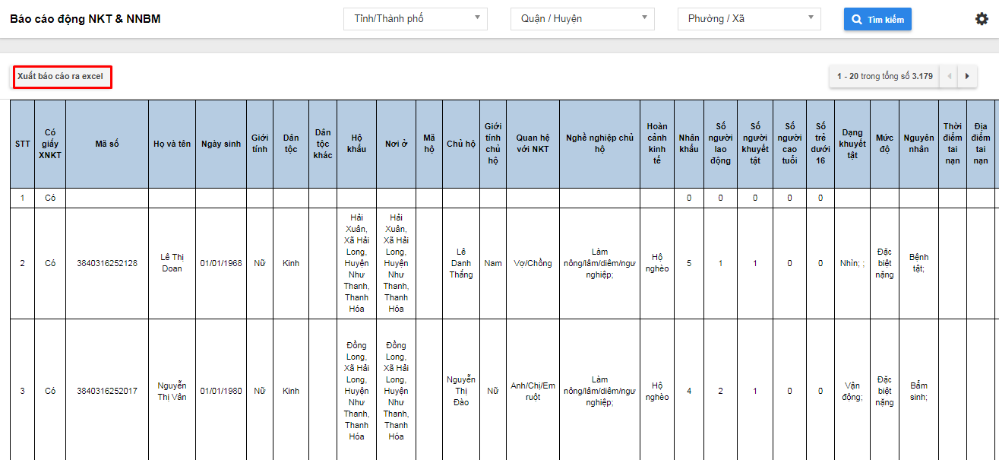 Báo cáo động NKT & NNBM
Tỉnh/Thành phố
Quận / Huyện
Phường / Xã
Tìm kiếm
Xuất báo cáo ra excel
1 - 20 trong tổng số 3.179
STT
Có
giấy
XNKT
Mã số
Họ và tên
Ngày sinh
Giới
tính
Dân
tộc
Dân
tộc
khác
Hộ
khẩu
Nơi ở
Mã
hộ
Chủ hộ
Giới
tính
chủ
hộ
Quan hệ
với NKT
Nghề nghiệp chủ
hộ
Hoàn
cảnh
kinh
tế
Nhân
khẩu
Số
người
lao
động
Số
người
khuyết
tật
Số
người
cao
tuổi
Số
trẻ
dưới
16
Dạng
khuyết
tật
Mức
độ
Nguyên
nhân
Thời
điểm
tai
nạn
Địa
điểm
tai
nạn
1
Có
0
0
0
0
0
2
Có
3840316252128
Lê Thị
Doan
01/01/1968
Nữ
Kinh
Hải
Xuân,
Xã Hải
Long,
Huyện
Như
Thanh,
Thanh
Hóa
Hải
Xuân,
Xã Hải
Long,
Huyện
Như
Thanh,
Thanh
Hóa
Lê
Danh
Thắng
Nam
Vợ/Chồng
Làm
nông/lâm/diêm/ngư
nghiệp;
Hộ
nghèo
5
1
1
0
0
Nhìn; ;
Đặc
biệt
nặng
Bệnh
tật;
3
Có
3840316252017
Nguyễn
Thị Vân
01/01/1980
Nữ
Kinh
Đồng
Long,
Xã Hải
Long,
Huyện
Như
Thanh,
Thanh
Hóa
Đồng
Long,
Xã Hải
Long,
Huyện
Như
Thanh,
Thanh
Hóa
Nguyễn
Thị
Đào
Nữ
Anh/Chị/Em
ruột
Làm
nông/lâm/diêm/ngư
nghiệp;
Hộ
nghèo
4
2
1
0
0
Vận
động;
Đặc
biệt
nặng
Bẩm
sinh;